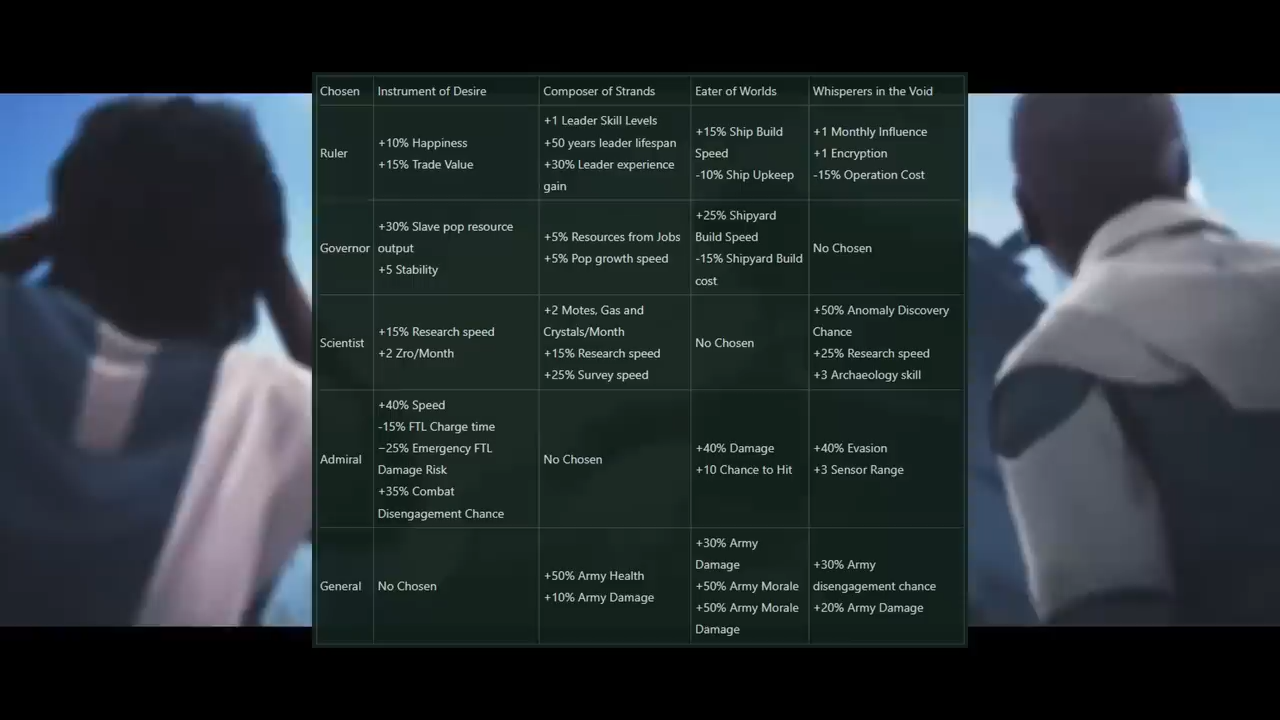 Chosen
Instrument of Desire
Composer of Strands
Eater of Worlds
Whisperers in the Void
Ruler
+10% Happiness
+15% Trade Value
+1 Leader Skill Levels
+50 years leader lifespan
+30% Leader experience
gain
+15% Ship Build
Speed
-10% Ship Upkeep
+1 Monthly Influence
+1 Encryption
-15% Operation Cost
Governor
+30% Slave pop resource
output
+5 Stability
+5% Resources from Jobs
+5% Pop growth speed
+25% Shipyard
Build Speed
-15% Shipyard Build
cost
No Chosen
Scientist
+15% Research speed
+2 Zro/Month
+2 Motes, Gas and
Crystals/Month
+15% Research speed
+25% Survey speed
No Chosen
+50% Anomaly Discovery
Chance
+25% Research speed
+3 Archaeology skill
Admiral
+40% Speed
-15% FTL Charge time
−25% Emergency FTL
Damage Risk
+35% Combat
Disengagement Chance
No Chosen
+40% Damage
+10 Chance to Hit
+40% Evasion
+3 Sensor Range
General
No Chosen
+50% Army Health
+10% Army Damage
+30% Army
Damage
+50% Army Morale
+50% Army Morale
Damage
+30% Army
disengagement chance
+20% Army Damage